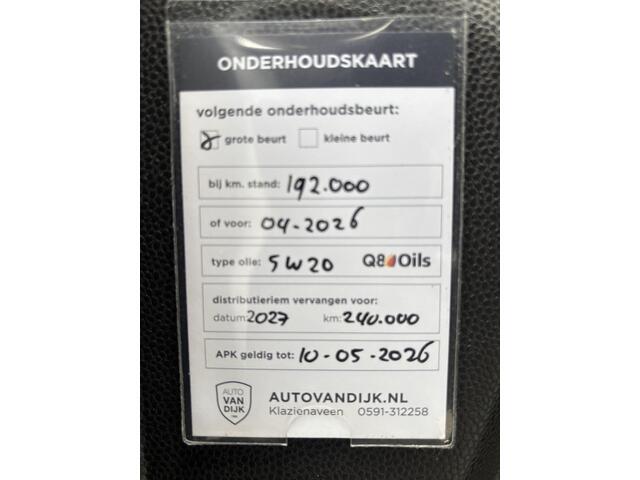 ONDERHOUDSKAART
volgende onderhoudsbeurt:
grote beurt kleine beurt
bij km. stand: 192.000
of voor: 04-2026
type olie: 5W20 Q8 Oils
distributieriem vervangen voor:
datum: 2027 km: 240.000
APK geldig tot: 10-05-2026
AUTO
VAN
DIJK
AUTOVANDIJK.NL
Klazienaveen 0591-312258